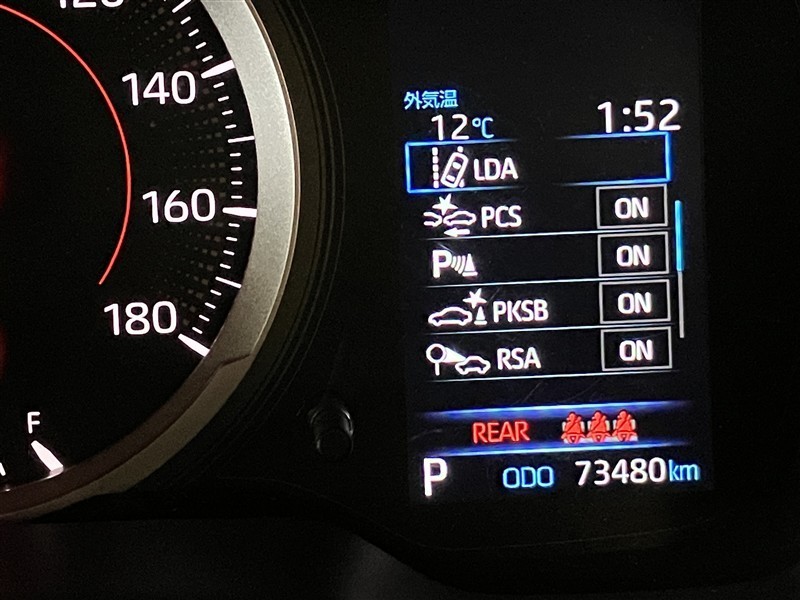 120
140
160
180
F
外気温
12℃ 1:52
LDA
PCS ON
P ON
PKSB ON
RSA ON
REAR
P ODO 73480km